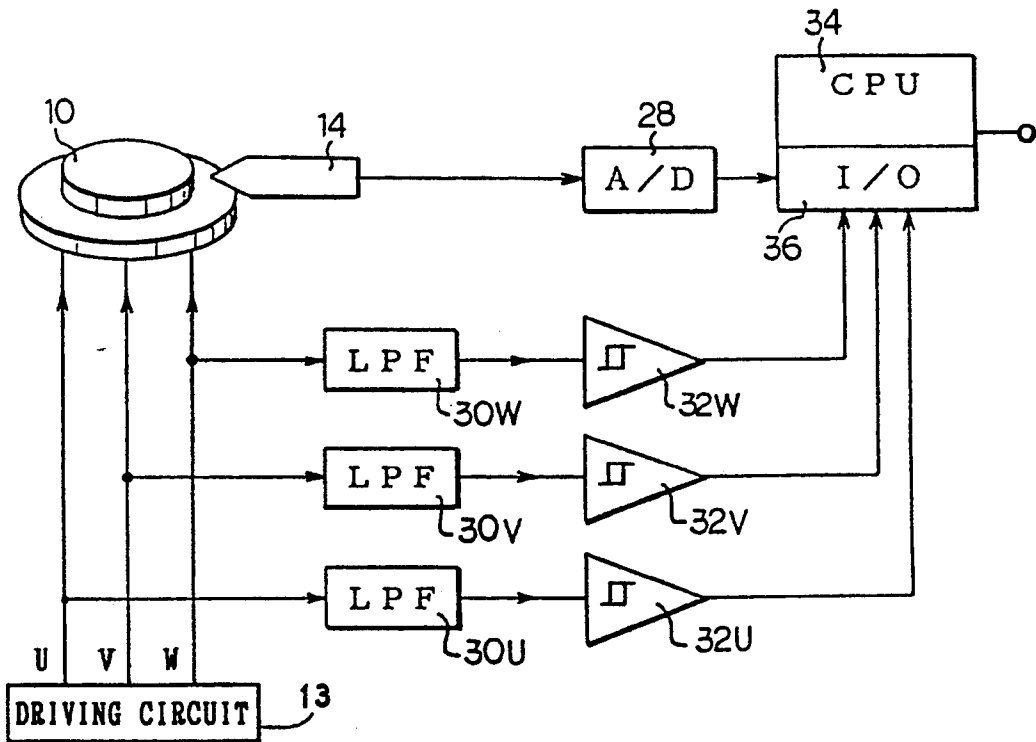 34
CPU
10
14
28
A/D
I/O
36
LPF
30W
32W
LPF
30V
32V
LPF
30U
32U
U V W
DRIVING CIRCUIT
13